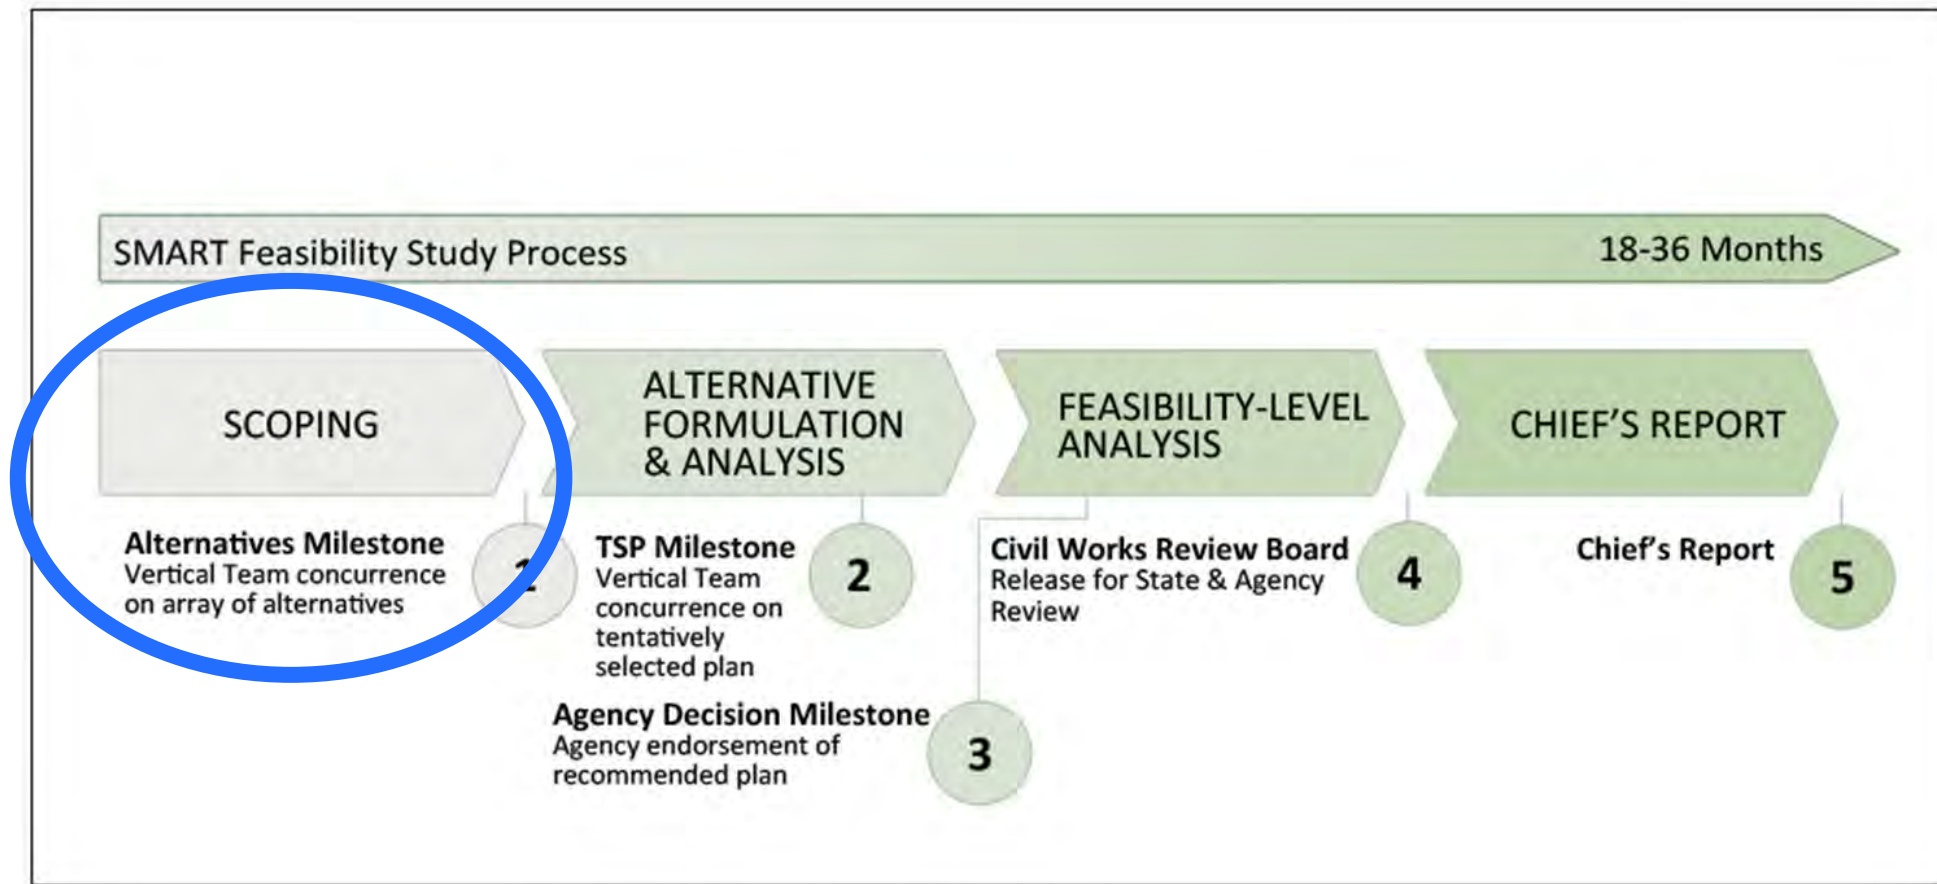 SMART Feasibility Study Process
18-36 Months
SCOPING
ALTERNATIVE
FORMULATION
& ANALYSIS
FEASIBILITY-LEVEL
ANALYSIS
CHIEF'S REPORT
Alternatives Milestone
Vertical Team concurrence
on array of alternatives
1
TSP Milestone
Vertical Team
concurrence on
tentatively
selected plan
2
Agency Decision Milestone
Agency endorsement of
recommended plan
3
Civil Works Review Board
Release for State & Agency
Review
4
Chief's Report
5